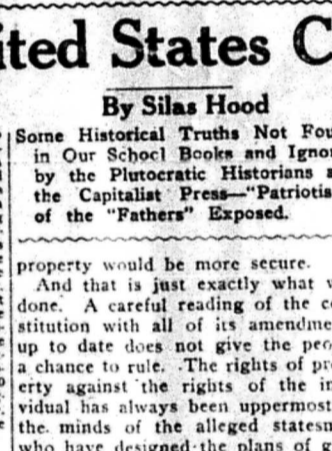 ited States C
By Silas Hood
Some Historical Truths Not Fou
in Our School Books and Ignor
by the Plutocratic Historians a
the Capitalist Press—"Patriotis
of the "Fathers" Exposed.
property would be more secure.
And that is just exactly what w
done. A careful reading of the co
stitution with all of its amendme
up to date does not give the peo
a chance to rule. The rights of pr
erty against the rights of the in
vidual has always been uppermost
the minds of the alleged statesm
who have designed the plans of g